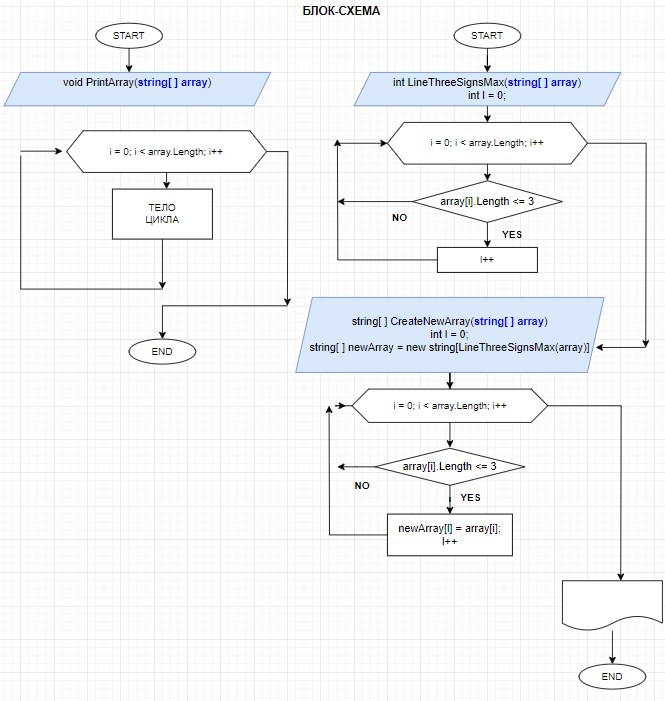 БЛОК-СХЕМА
START
void PrintArray(string[ ] array)
i = 0; i < array.Length; i++
ТЕЛО
ЦИКЛА
END
START
int LineThreeSignsMax(string[ ] array)
int l = 0;
i = 0; i < array.Length; i++
array[i].Length <= 3
NO
YES
l++
string[ ] CreateNewArray(string[ ] array)
int l = 0;
string[ ] newArray = new string[LineThreeSignsMax(array)]
i = 0; i < array.Length; i++
array[i].Length <= 3
NO
YES
newArray[l] = array[i];
l++
END